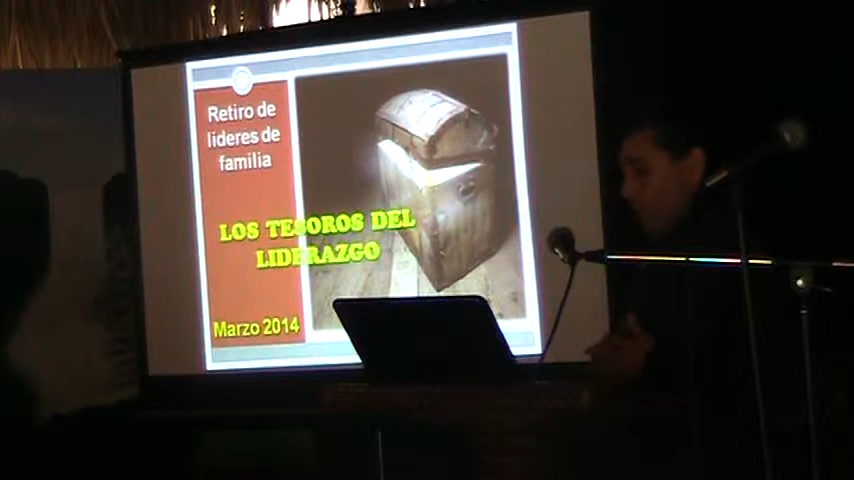 Retiro de
lideres de
familia
LOS TESOROS DEL
LIDERAZGO
Marzo 2014